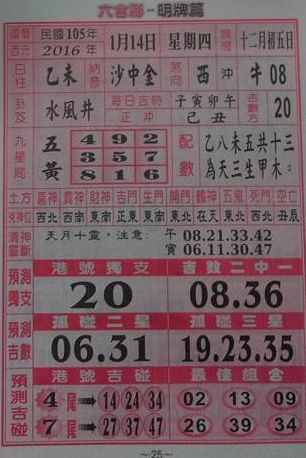 六合彩-明牌篇
國曆 民國105年 1月14日 星期四 農曆 十二月初五日
西元 2016年
日柱 乙未 納音 沙中金 煞向 西 沖 牛08
卦及 水風井 每日吉時 子寅卯午 吉數方 20
正沖 己丑
九星局 五黃 4 9 2 配數 乙八未五共十三
3 5 7 為天三生甲木。
8 1 6
土方 喜神 貴神 財神 吉門 生門 開門 鶴神 五鬼 死門 空亡
西北 西南 東南 正東 東南 東北 在天 東北 西北 丑辰
天月十靈,注意: 午 08.21.33.42
寅 06.11.30.47
預測獨支 港號獨支 吉數二中一
20 08.36
預測吉數 孤碰二星 孤碰三星
06.31 19.23.35
預測吉碰 港號吉碰 最佳組合
4尾 14 24 34 02 13 09
7尾 27 37 47 26 39 34
~25~